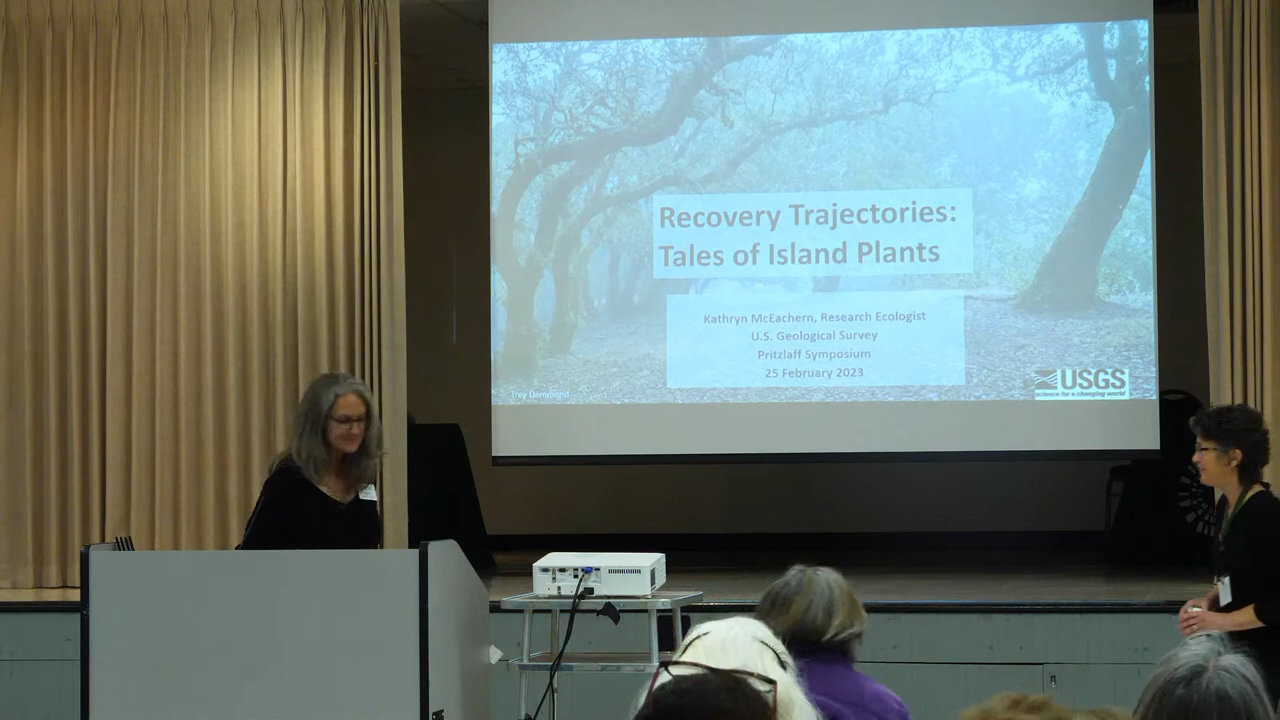 Recovery Trajectories:
Tales of Island Plants
Kathryn McEachern, Research Ecologist
U.S. Geological Survey
Pritzlaff Symposium
25 February 2023
Trey Demmond
USGS
science for a changing world